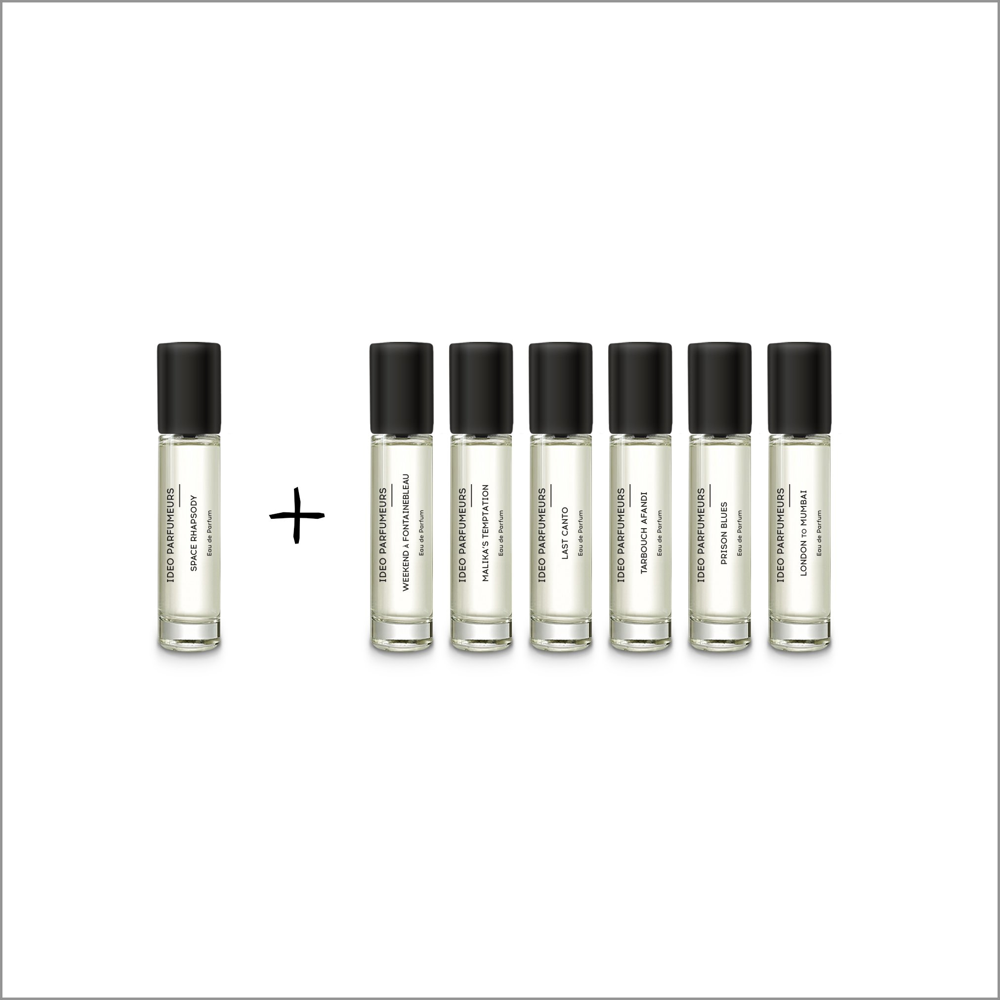 IDEO PARFUMEURS
SPACE RHAPSODY
Eau de Parfum
+
IDEO PARFUMEURS
WEEKEND À FONTAINEBLEAU
Eau de Parfum
IDEO PARFUMEURS
MALIKA'S TEMPTATION
Eau de Parfum
IDEO PARFUMEURS
LAST CANTO
Eau de Parfum
IDEO PARFUMEURS
TARBOUCH AFANDI
Eau de Parfum
IDEO PARFUMEURS
PRISON BLUES
Eau de Parfum
IDEO PARFUMEURS
LONDON TO MUMBAI
Eau de Parfum